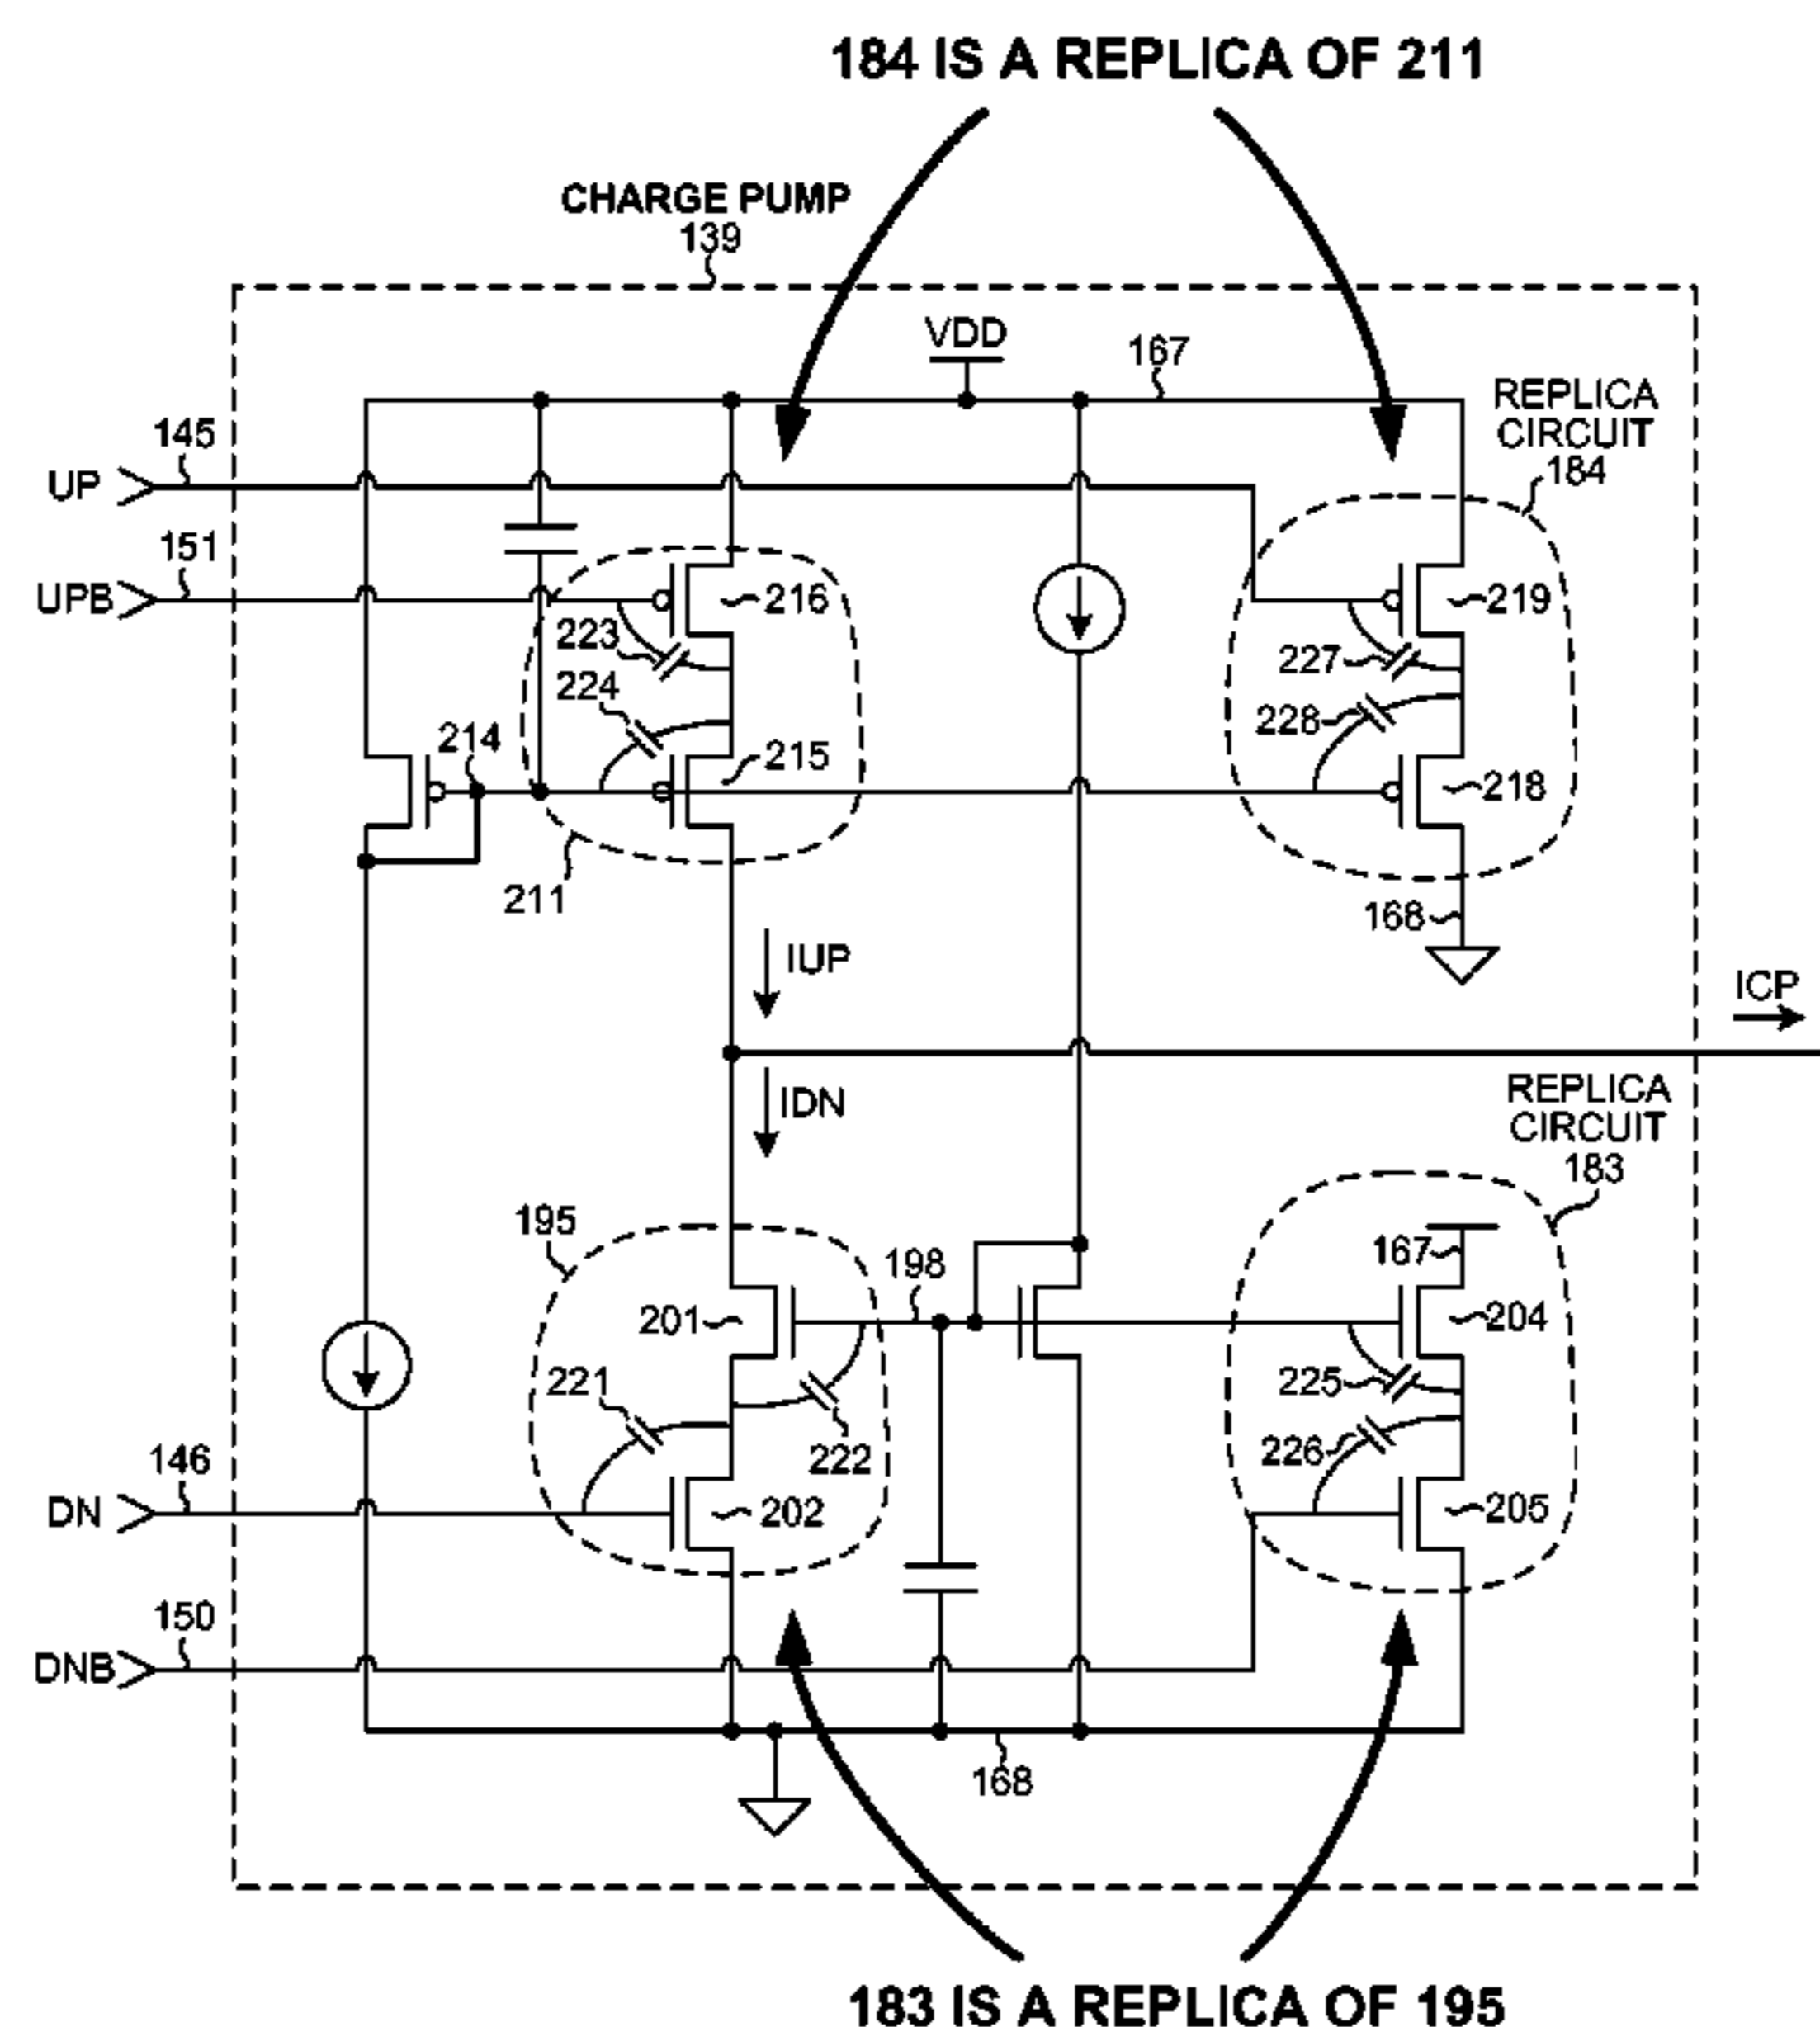 184 IS A REPLICA OF 211
CHARGE PUMP
139
VDD
167
REPLICA
CIRCUIT
184
145
UP
151
UPB
216
219
223
227
224
228
214
215
218
211
168
IUP
ICP
IDN
REPLICA
CIRCUIT
183
195
198
167
201
204
221
225
222
226
146
DN
202
205
150
DNB
168
183 IS A REPLICA OF 195